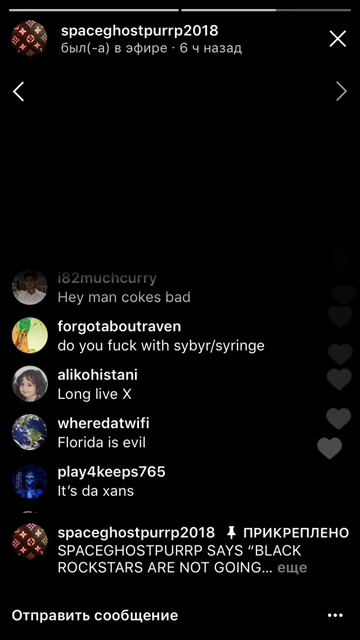 spaceghostpurrp2018
был(-а) в эфире · 6 ч назад
i82muchcurry
Hey man cokes bad
forgotaboutraven
do you fuck with sybyr/syringe
alikohistani
Long live X
wheredatwifi
Florida is evil
play4keeps765
It’s da xans
spaceghostpurrp2018 ПРИКРЕПЛЕНО
SPACEGHOSTPURRP SAYS “BLACK
ROCKSTARS ARE NOT GOING... еще
Отправить сообщение